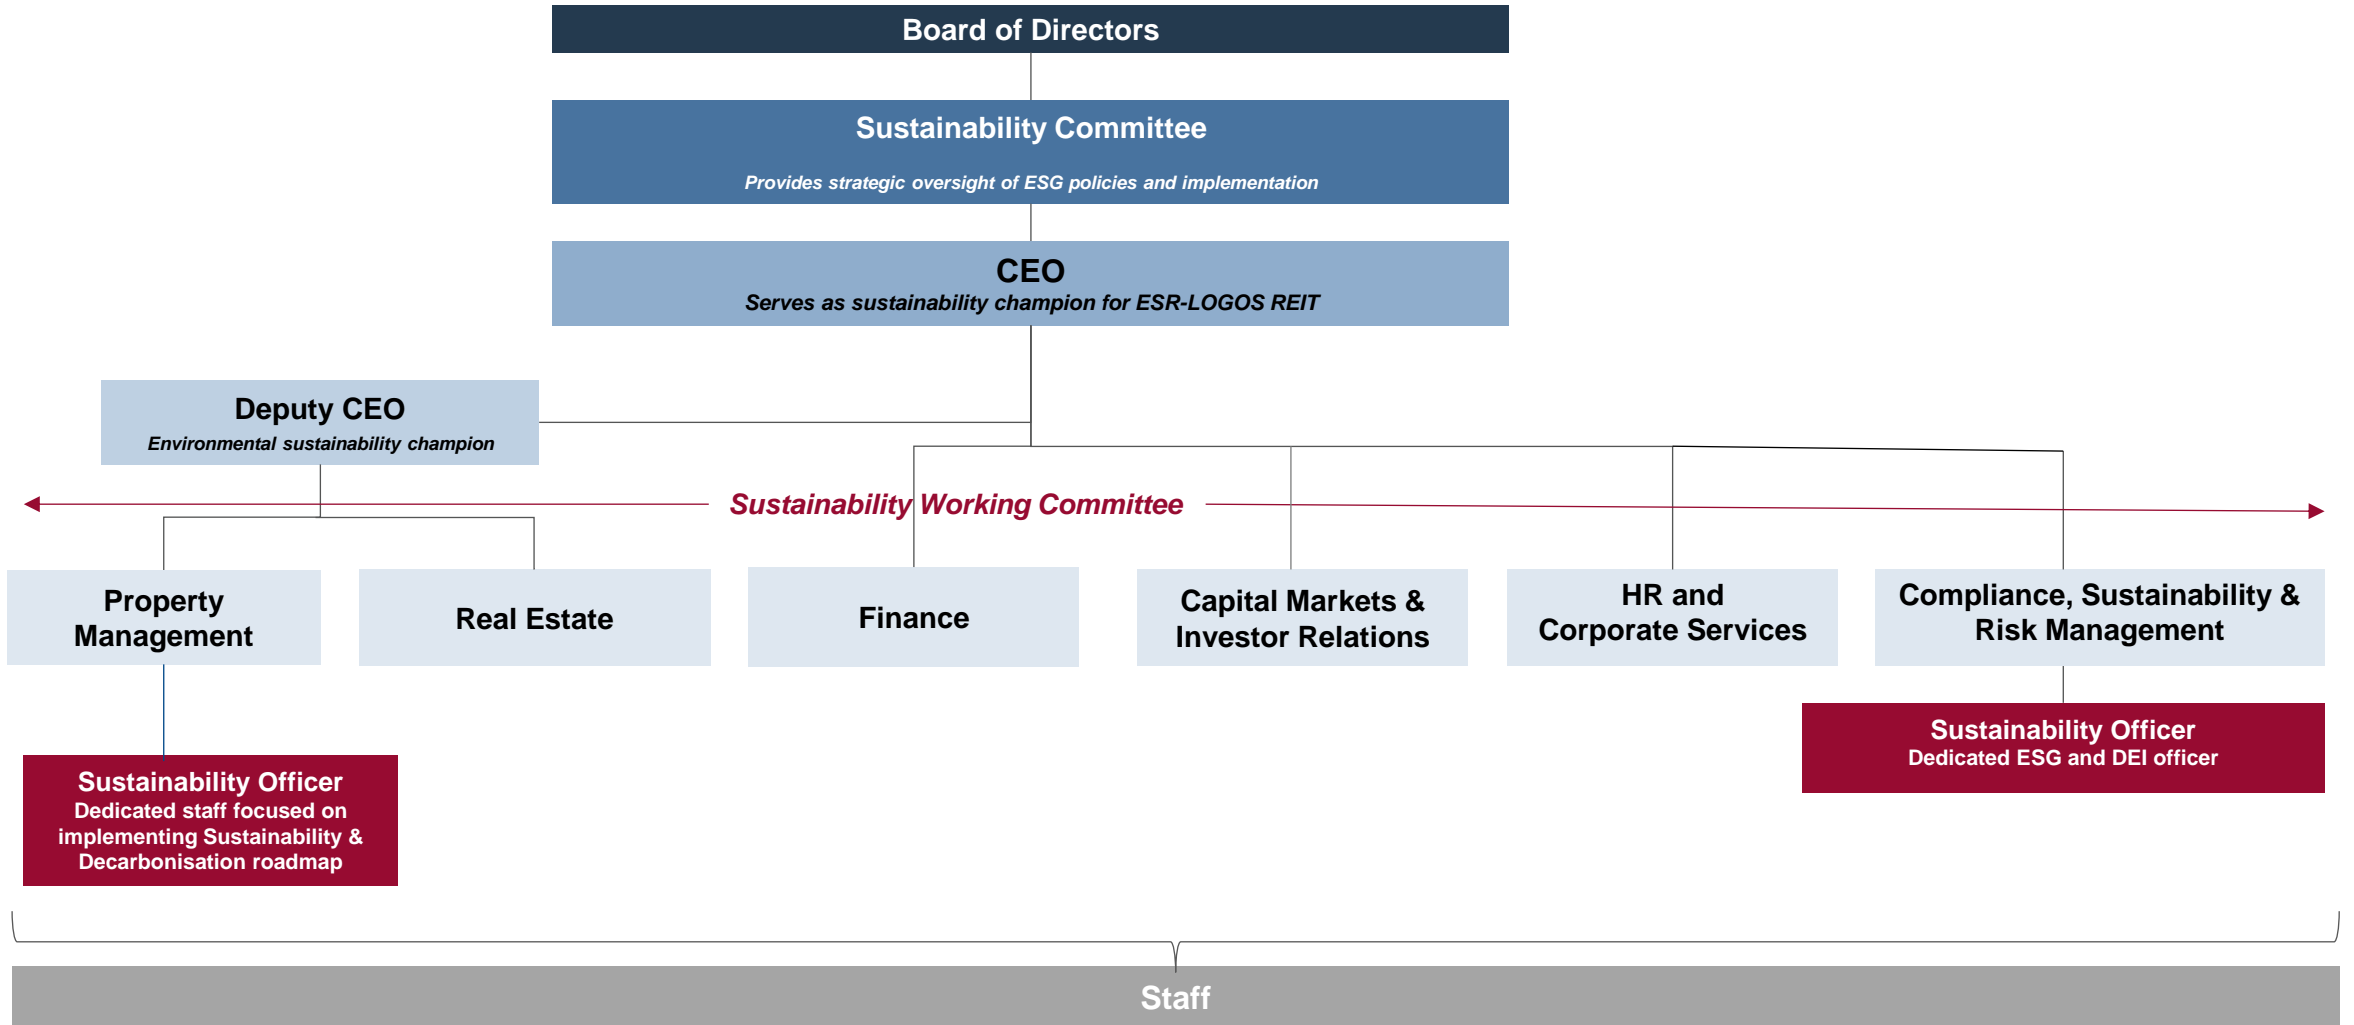 Board of Directors
Sustainability Committee
Provides strategic oversight of ESG policies and implementation
CEO
Serves as sustainability champion for ESR-LOGOS REIT
Deputy CEO
Environmental sustainability champion
Sustainability Working Committee
Property
Management
Real Estate
Finance
Capital Markets &
Investor Relations
HR and
Corporate Services
Compliance, Sustainability &
Risk Management
Sustainability Officer
Dedicated ESG and DEI officer
Sustainability Officer
Dedicated staff focused on
implementing Sustainability &
Decarbonisation roadmap
Staff